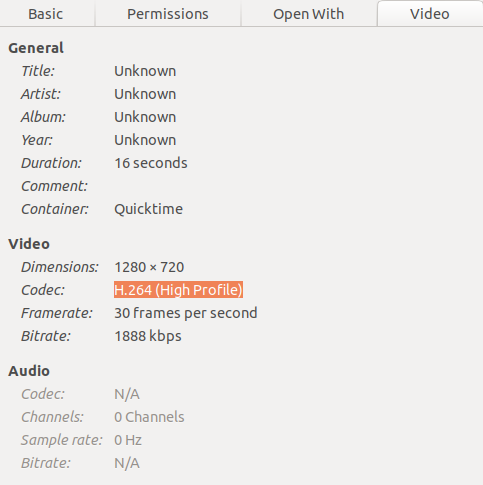 Basic Permissions Open With Video
General
Title: Unknown
Artist: Unknown
Album: Unknown
Year: Unknown
Duration: 16 seconds
Comment:
Container: Quicktime
Video
Dimensions: 1280 × 720
Codec: H.264 (High Profile)
Framerate: 30 frames per second
Bitrate: 1888 kbps
Audio
Codec: N/A
Channels: 0 Channels
Sample rate: 0 Hz
Bitrate: N/A